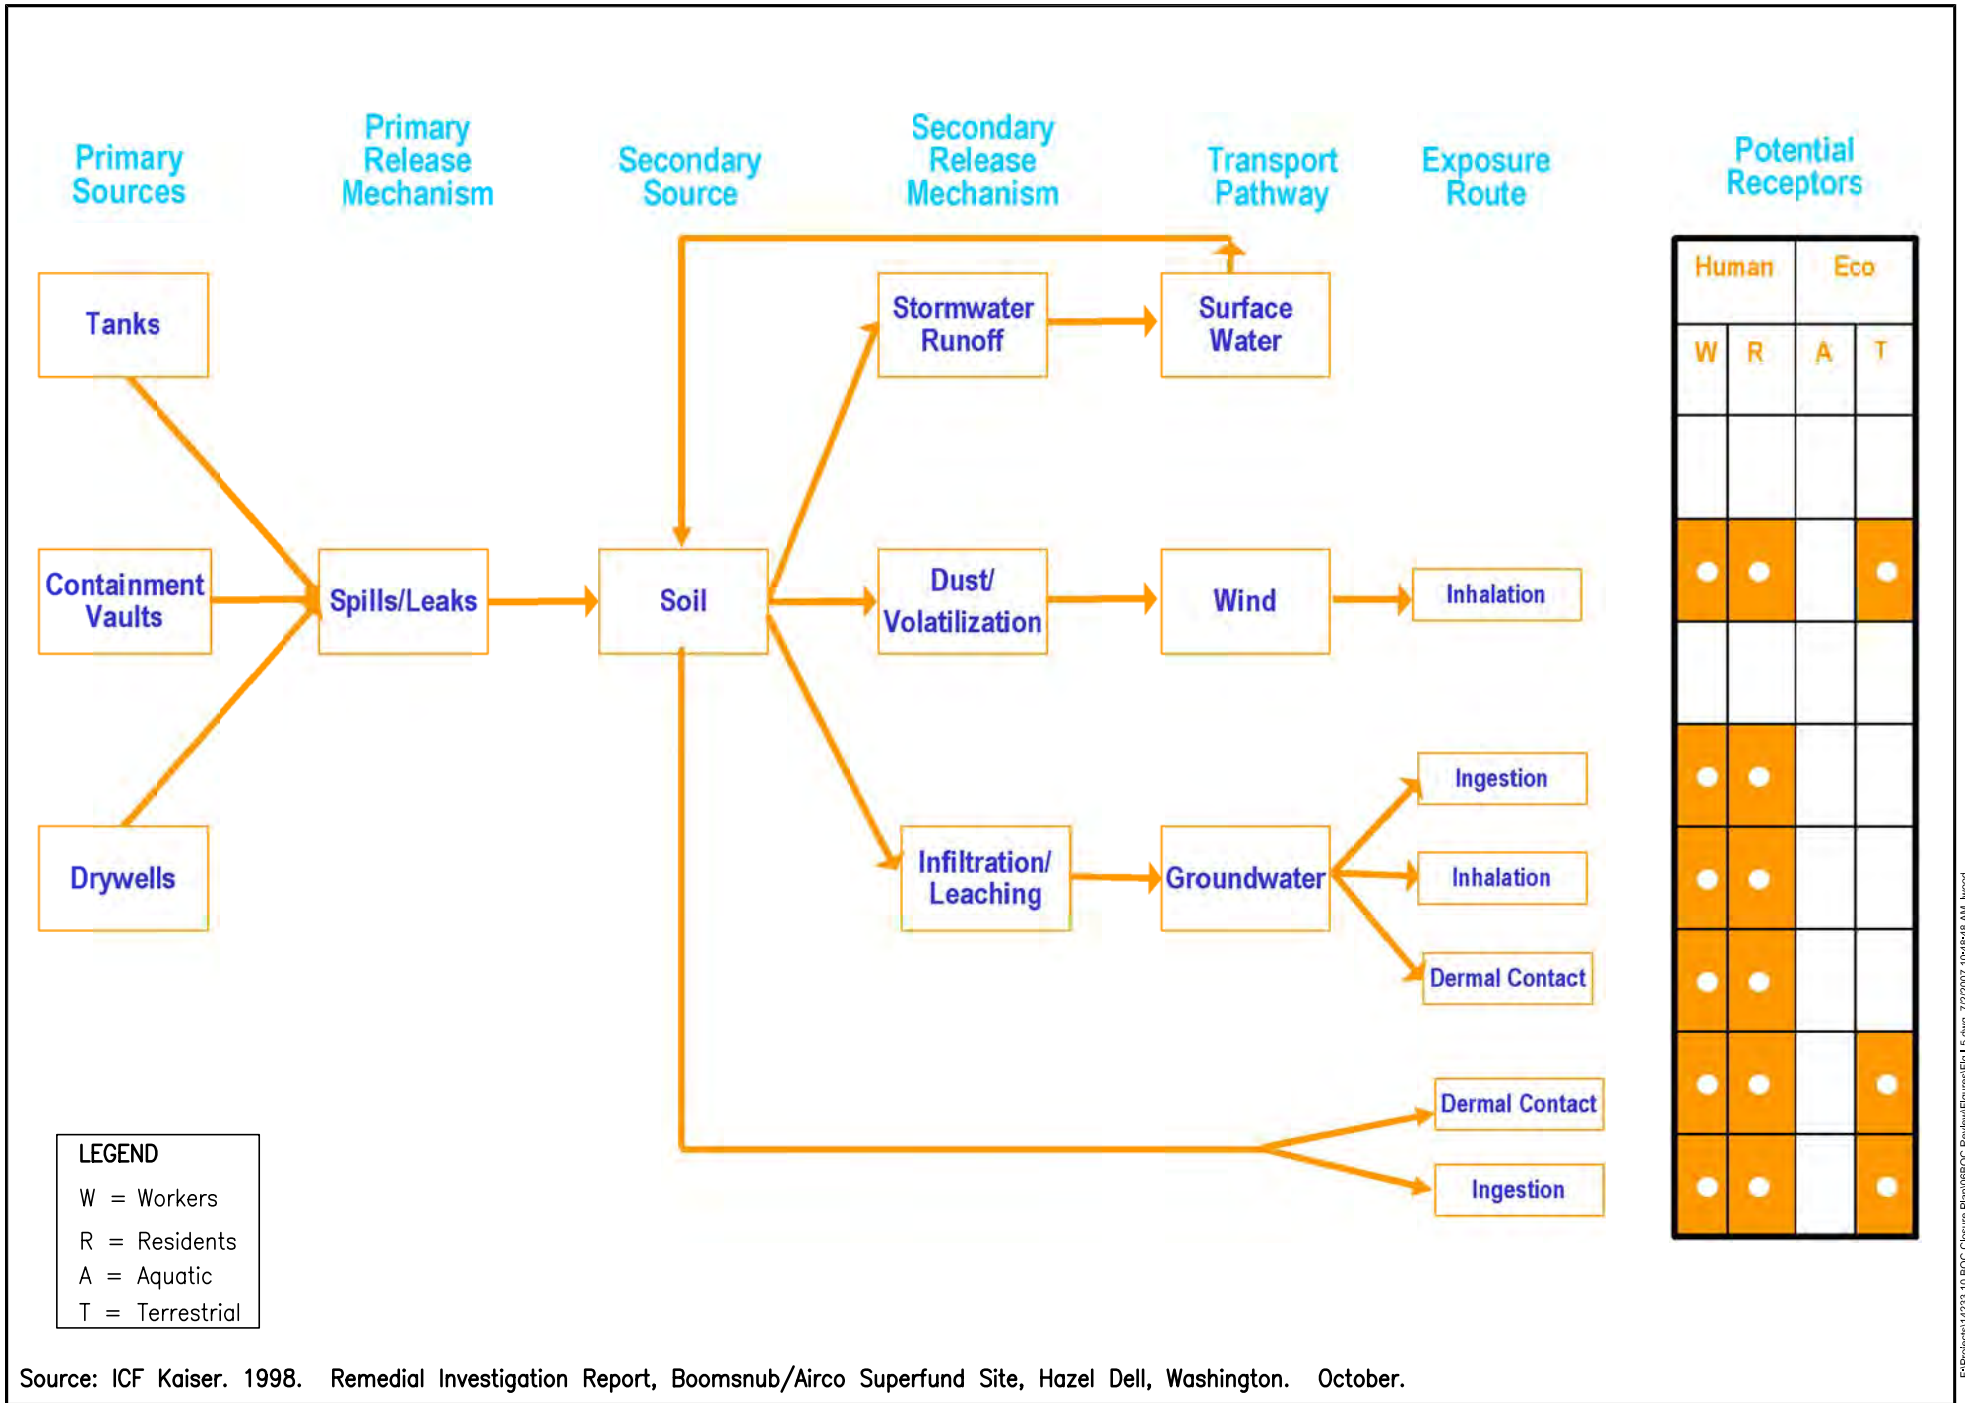 Primary
Sources
Primary
Release
Mechanism
Secondary
Source
Secondary
Release
Mechanism
Transport
Pathway
Exposure
Route
Potential
Receptors
Human
Eco
W
R
A
T
Tanks
Stormwater
Runoff
Surface
Water
Containment
Vaults
Spills/Leaks
Soil
Dust/
Volatilization
Wind
Inhalation
Drywells
Infiltration/
Leaching
Groundwater
Ingestion
Inhalation
Dermal Contact
Dermal Contact
Ingestion
LEGEND
W = Workers
R = Residents
A = Aquatic
T = Terrestrial
Source: ICF Kaiser. 1998. Remedial Investigation Report, Boomsnub/Airco Superfund Site, Hazel Dell, Washington. October.